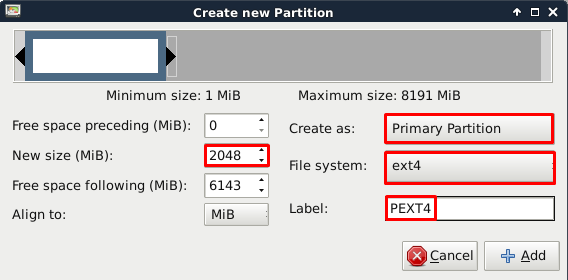 Create new Partition
Minimum size: 1 MiB Maximum size: 8191 MiB
Free space preceding (MiB): 0 Create as: Primary Partition
New size (MiB): 2048 File system: ext4
Free space following (MiB): 6143
Align to: MiB Label: PEXT4
Cancel Add